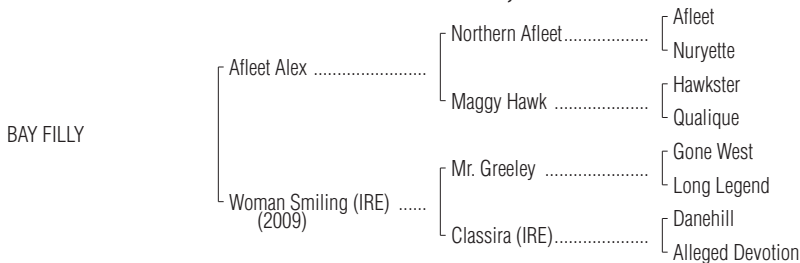 Afleet
Northern Afleet..................
Nuryette
Afleet Alex ........................
Hawkster
Maggy Hawk ....................
Qualique
BAY FILLY
Gone West
Mr. Greeley ......................
Long Legend
Woman Smiling (IRE) ......
(2009)
Danehill
Classira (IRE)....................
Alleged Devotion